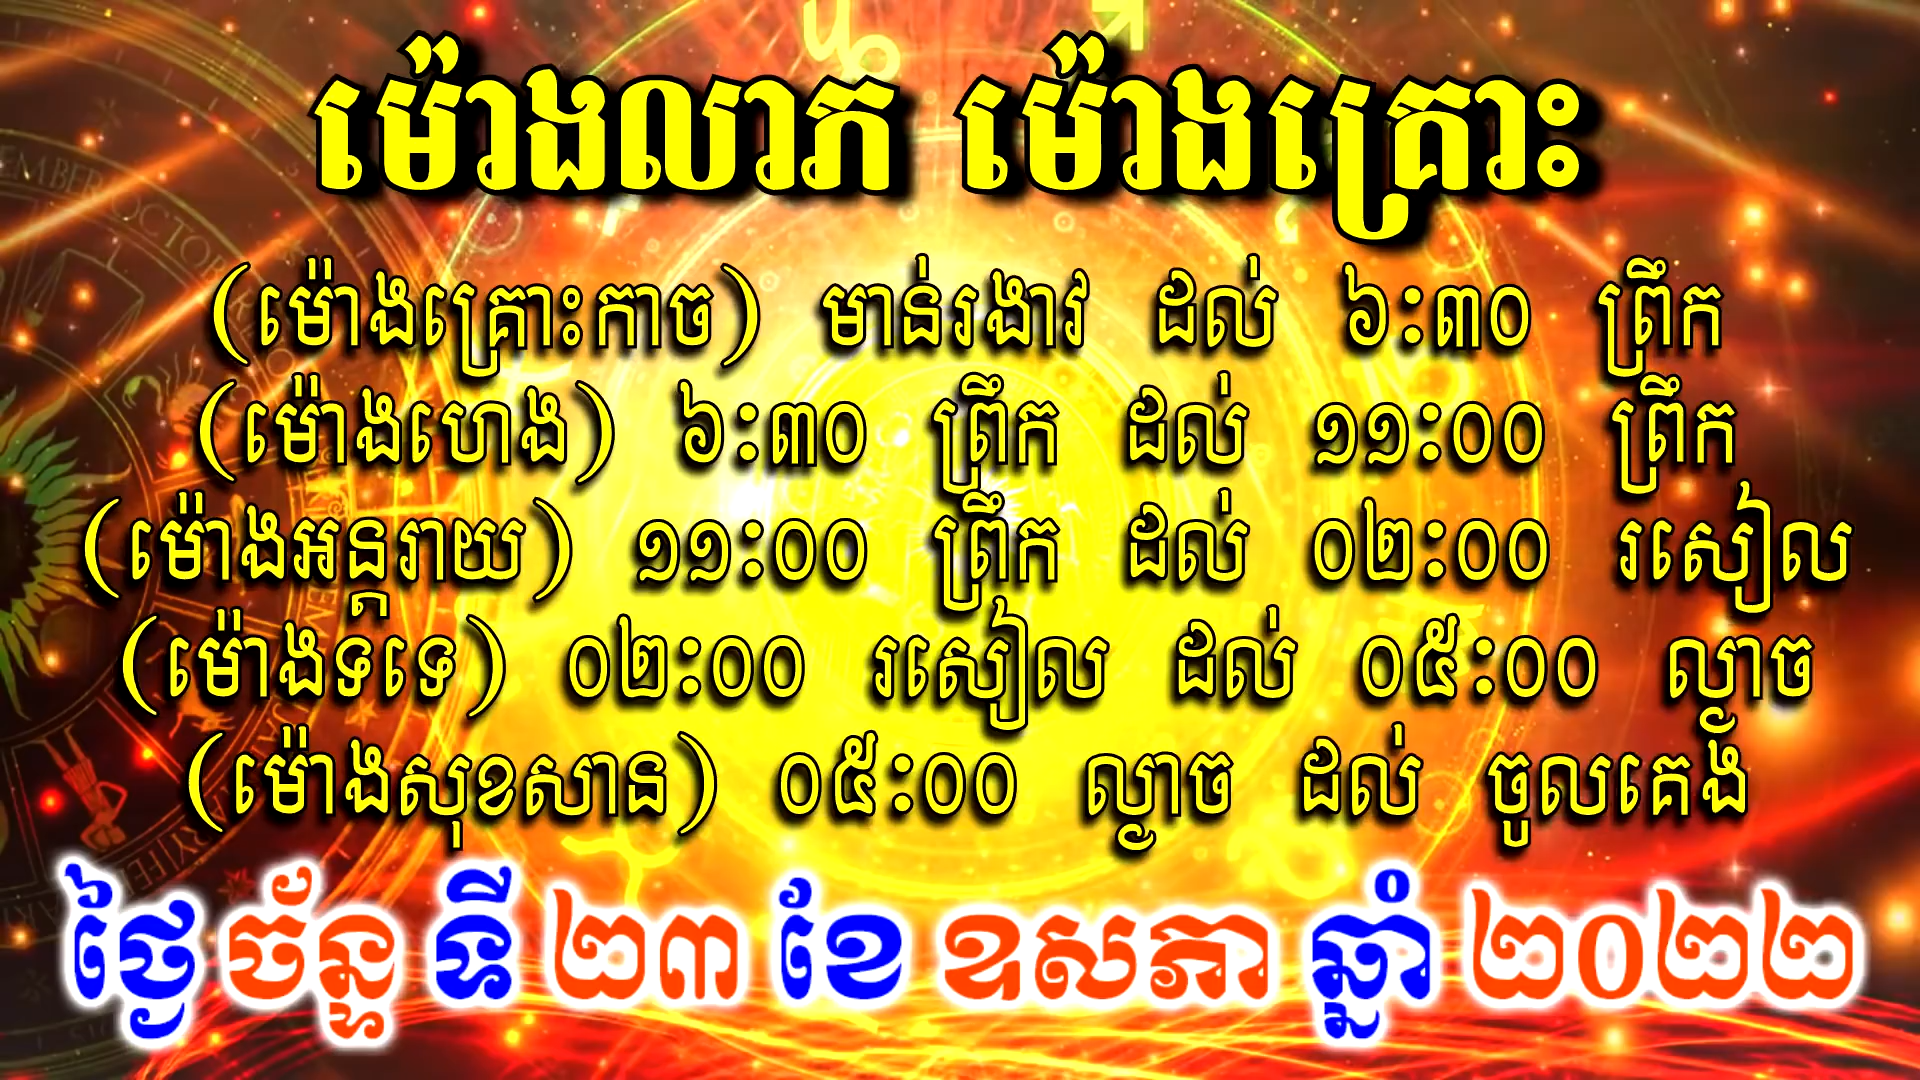 ម៉ោងលាភ ម៉ោងគ្រោះ
(ម៉ោងគ្រោះកាច) មាន់រងាវ ដល់ ៦:៣០ ព្រឹក
(ម៉ោងហេង) ៦:៣០ ព្រឹក ដល់ ១១:០០ ព្រឹក
(ម៉ោងអន្តរាយ) ១១:០០ ព្រឹក ដល់ ០២:០០ រសៀល
(ម៉ោងទទេ) ០២:០០ រសៀល ដល់ ០៥:០០ ល្ងាច
(ម៉ោងសុខសាន) ០៥:០០ ល្ងាច ដល់ ចូលគេង
ថ្ងៃ ច័ន្ទ ទី ២៣ ខែ ឧសភា ឆ្នាំ ២០២២